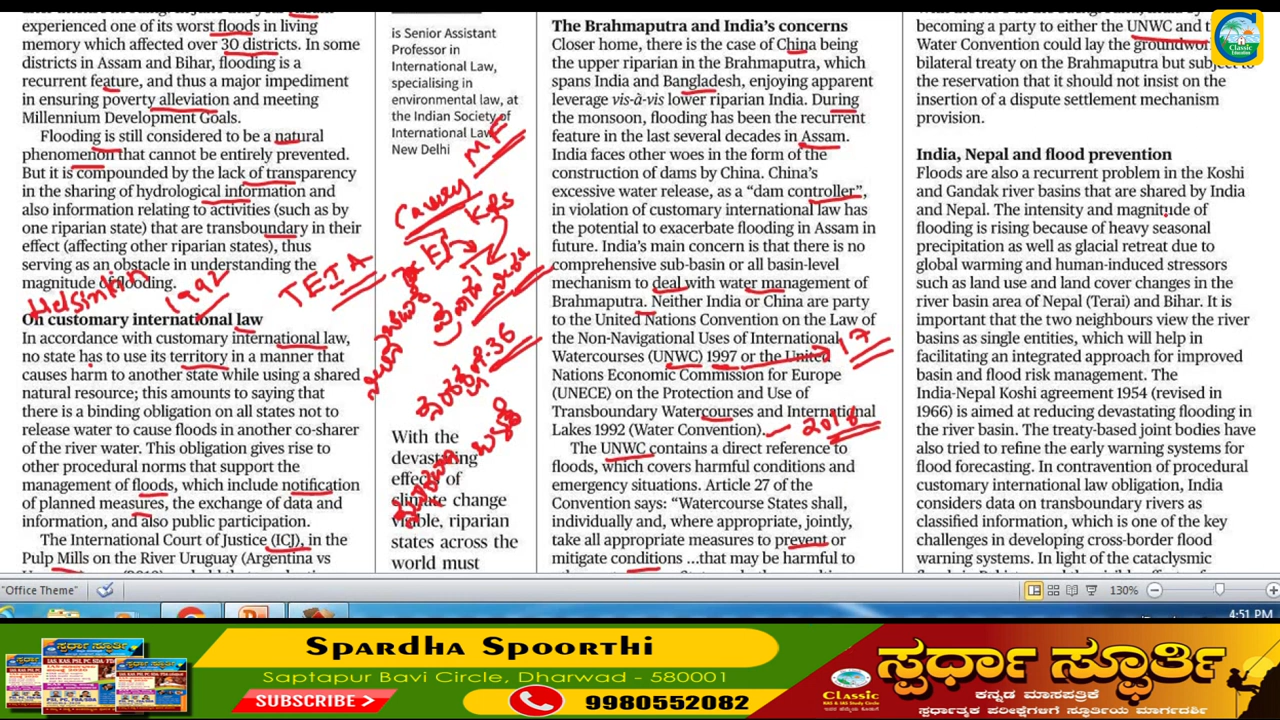 experienced one of its worst floods in living
memory which affected over 30 districts. In some
districts in Assam and Bihar, flooding is a
recurrent feature, and thus a major impediment
in ensuring poverty alleviation and meeting
Millennium Development Goals.
Flooding is still considered to be a natural
phenomenon that cannot be entirely prevented.
But it is compounded by the lack of transparency
in the sharing of hydrological information and
also information relating to activities (such as by
one riparian state) that are transboundary in their
effect (affecting other riparian states), thus
serving as an obstacle in understanding the
magnitude of flooding.
Helsinkin 1992 TEIA
On customary international law
In accordance with customary international law,
no state has to use its territory in a manner that
causes harm to another state while using a shared
natural resource; this amounts to saying that
there is a binding obligation on all states not to
release water to cause floods in another co-sharer
of the river water. This obligation gives rise to
other procedural norms that support the
management of floods, which include notification
of planned measures, the exchange of data and
information, and also public participation.
The International Court of Justice (ICJ), in the
Pulp Mills on the River Uruguay (Argentina vs
is Senior Assistant
Professor in
International Law,
specialising in
environmental law, at
the Indian Society of
International Law,
New Delhi
MF
KRS
36
With the
devastating
effects of
climate change
visible, riparian
states across the
world must
The Brahmaputra and India's concerns
Closer home, there is the case of China being
the upper riparian in the Brahmaputra, which
spans India and Bangladesh, enjoying apparent
leverage vis-à-vis lower riparian India. During
the monsoon, flooding has been the recurrent
feature in the last several decades in Assam.
India faces other woes in the form of the
construction of dams by China. China's
excessive water release, as a "dam controller",
in violation of customary international law has
the potential to exacerbate flooding in Assam in
future. India's main concern is that there is no
comprehensive sub-basin or all basin-level
mechanism to deal with water management of
Brahmaputra. Neither India or China are party
to the United Nations Convention on the Law of
the Non-Navigational Uses of International
Watercourses (UNWC) 1997 or the United
Nations Economic Commission for Europe
(UNECE) on the Protection and Use of
Transboundary Watercourses and International
Lakes 1992 (Water Convention).
17
2018
The UNWC contains a direct reference to
floods, which covers harmful conditions and
emergency situations. Article 27 of the
Convention says: "Watercourse States shall,
individually and, where appropriate, jointly,
take all appropriate measures to prevent or
mitigate conditions ...that may be harmful to
becoming a party to either the UNWC and
Water Convention could lay the groundwor
bilateral treaty on the Brahmaputra but subject to
the reservation that it should not insist on the
insertion of a dispute settlement mechanism
provision.
India, Nepal and flood prevention
Floods are also a recurrent problem in the Koshi
and Gandak river basins that are shared by India
and Nepal. The intensity and magnitude of
flooding is rising because of heavy seasonal
precipitation as well as glacial retreat due to
global warming and human-induced stressors
such as land use and land cover changes in the
river basin area of Nepal (Terai) and Bihar. It is
important that the two neighbours view the river
basins as single entities, which will help in
facilitating an integrated approach for improved
basin and flood risk management. The
India-Nepal Koshi agreement 1954 (revised in
1966) is aimed at reducing devastating flooding in
the river basin. The treaty-based joint bodies have
also tried to refine the early warning systems for
flood forecasting. In contravention of procedural
customary international law obligation, India
considers data on transboundary rivers as
classified information, which is one of the key
challenges in developing cross-border flood
warning systems. In light of the cataclysmic
Classic
Education
"Office Theme"
130%
4:51 PM
Spardha Spoorthi
Saptapur Bavi Circle, Dharwad - 580001
SUBSCRIBE
9980552082
Classic
KAS & IAS Study Circle
ಸ್ಪರ್ಧಾ ಸ್ಫೂರ್ತಿ
ಕನ್ನಡ ಮಾಸಪತ್ರಿಕೆ
ಸ್ಪರ್ಧಾತ್ಮಕ ಪರೀಕ್ಷೆಗಳಿಗೆ ಸ್ಫೂರ್ತಿಯ ಮಾರ್ಗದರ್ಶಿ